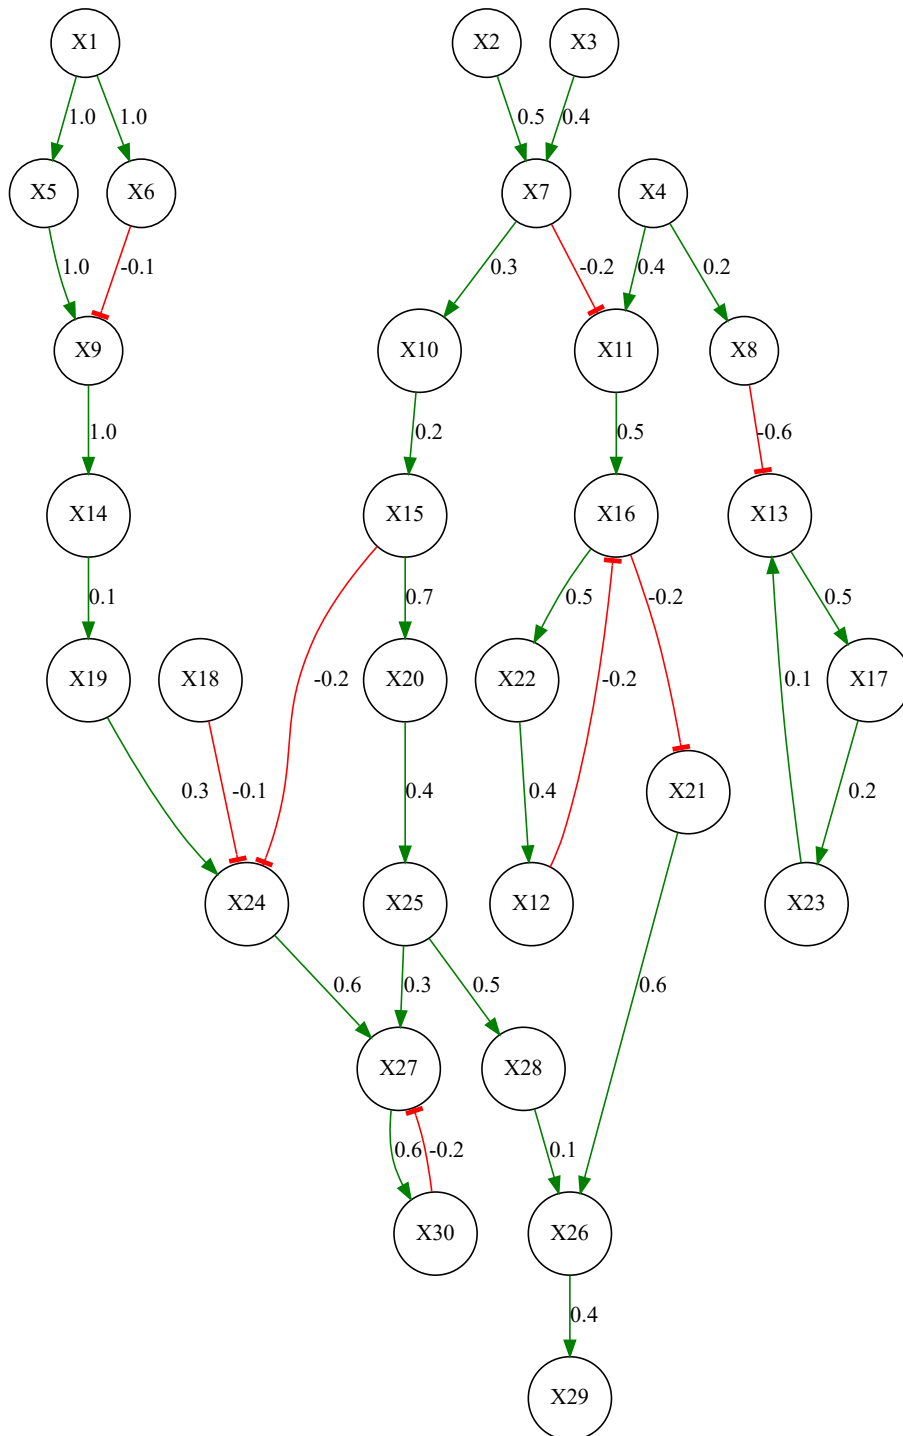 X1 X2 X3
1.0 1.0 0.5 0.4
X5 X6 X7 X4
1.0 -0.1 0.3 -0.2 0.4 0.2
X9 X10 X11 X8
1.0 0.2 0.5 -0.6
X14 X15 X16 X13
0.1 0.7 0.5 -0.2 0.5
X19 X18 -0.2 X20 X22 -0.2 0.1 X17
0.3 -0.1 0.4 0.4 X21 0.2
X24 X25 X12 X23
0.6 0.3 0.5 0.6
X27 X28
0.6 -0.2 0.1
X30 X26
0.4
X29